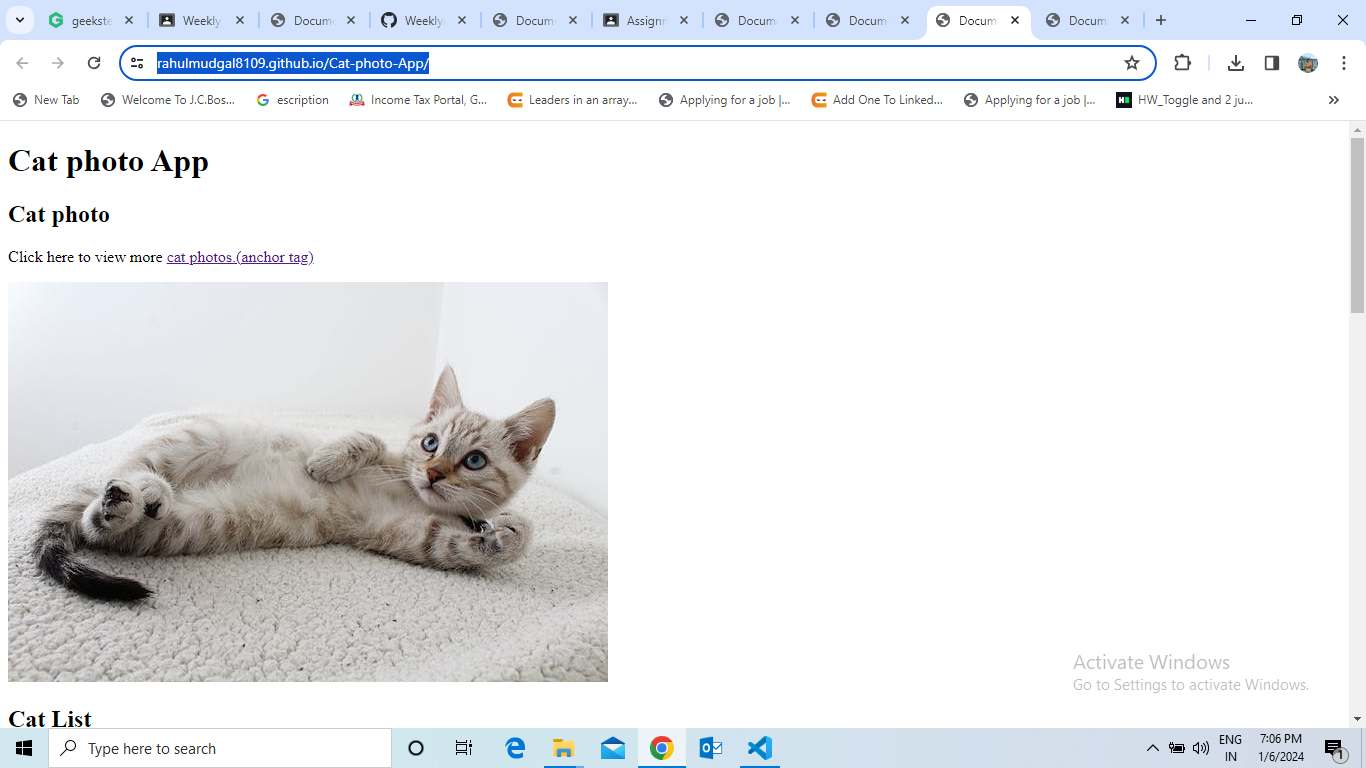 geekste
Weekly
Docum
Docum
Weekly
Docum
Assignm
Docum
Docum
Docum
Docum
rahulmudgal8109.github.io/Cat-photo-App/
New Tab
Welcome To J.C.Bos...
escription
Income Tax Portal, G...
Leaders in an array...
Applying for a job |...
Add One To Linked...
Applying for a job |...
HW_Toggle and 2 ju...
Cat photo App
Cat photo
Click here to view more cat photos.(anchor tag)
Cat List
Activate Windows
Go to Settings to activate Windows.
Type here to search
ENG
IN
7:06 PM
1/6/2024
1